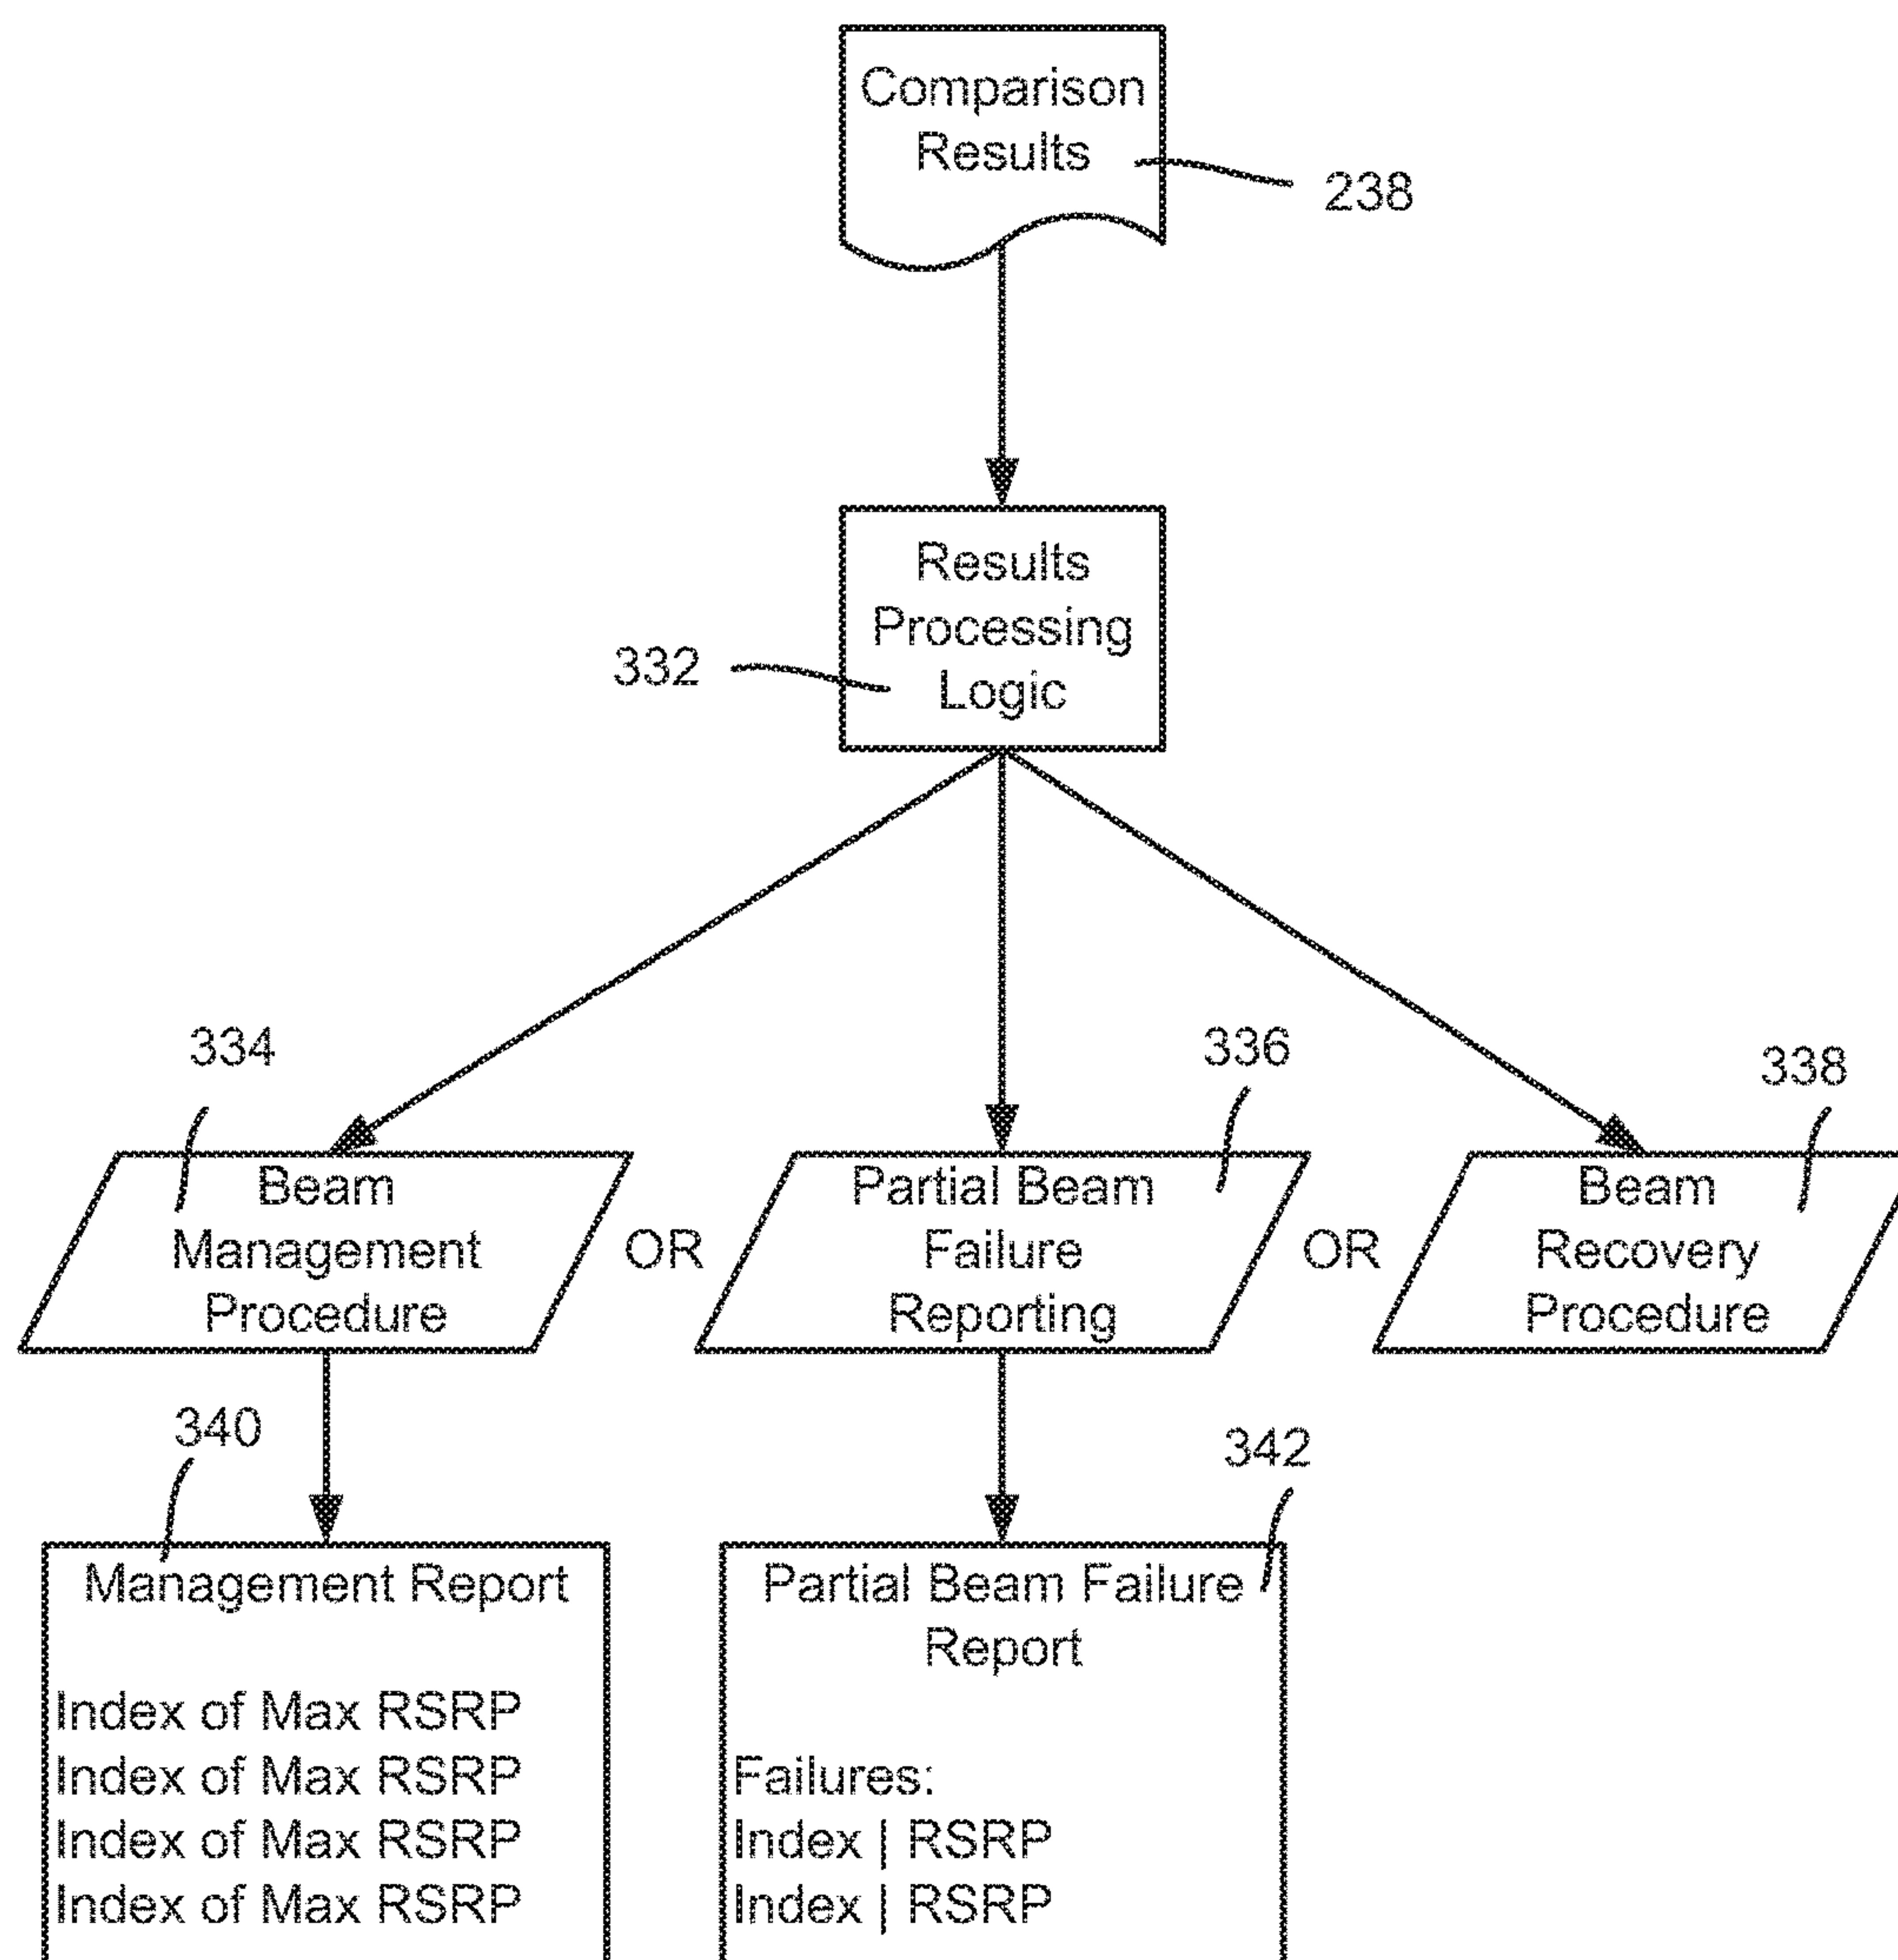 Comparison
Results
238
Results
Processing
Logic
332
334
336
338
Beam
Management
Procedure
OR
Partial Beam
Failure
Reporting
OR
Beam
Recovery
Procedure
340
342
Management Report
Index of Max RSRP
Index of Max RSRP
Index of Max RSRP
Index of Max RSRP
Partial Beam Failure
Report
Failures:
Index | RSRP
Index | RSRP